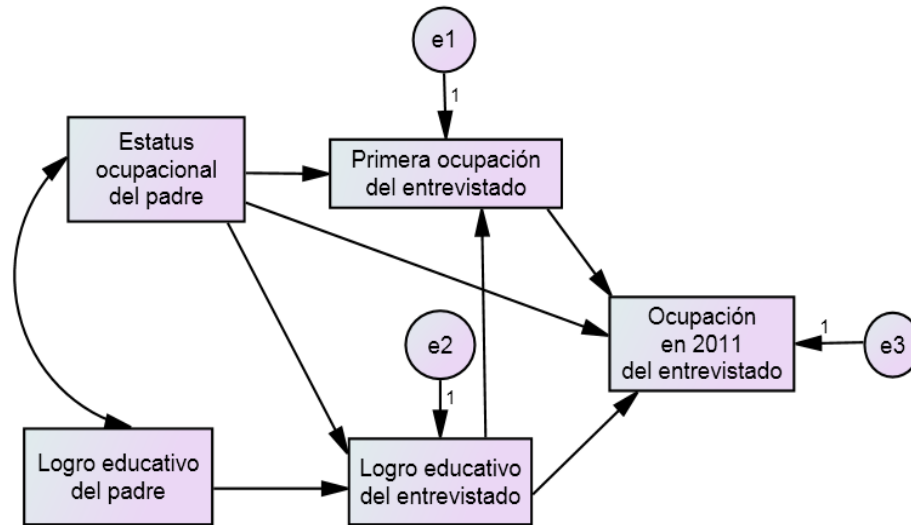 e1
1
Estatus
ocupacional
del padre
Primera ocupación
del entrevistado
Ocupación
en 2011
del entrevistado
1
e3
e2
1
Logro educativo
del padre
Logro educativo
del entrevistado